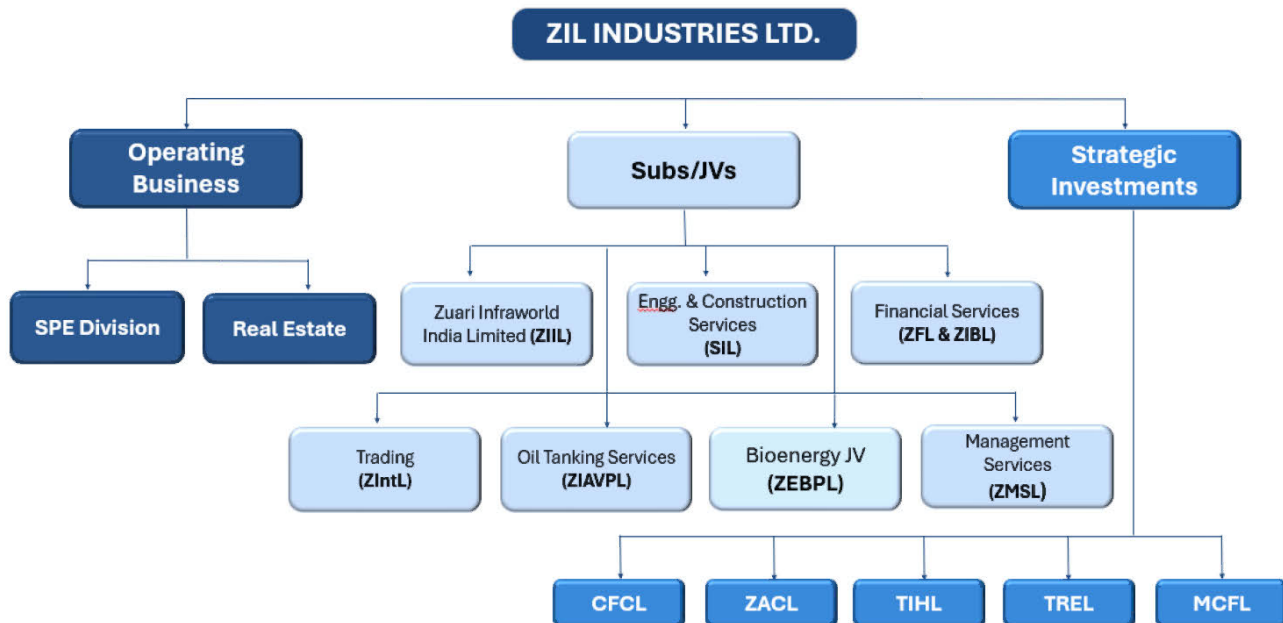 ZIL INDUSTRIES LTD.
Operating
Business
Subs/JVs
Strategic
Investments
SPE Division
Real Estate
Zuari Infraworld
India Limited (ZIIL)
Engg. & Construction
Services
(SIL)
Financial Services
(ZFL & ZIBL)
Trading
(ZIntL)
Oil Tanking Services
(ZIAVPL)
Bioenergy JV
(ZEBPL)
Management
Services
(ZMSL)
CFCL
ZACL
TIHL
TREL
MCFL